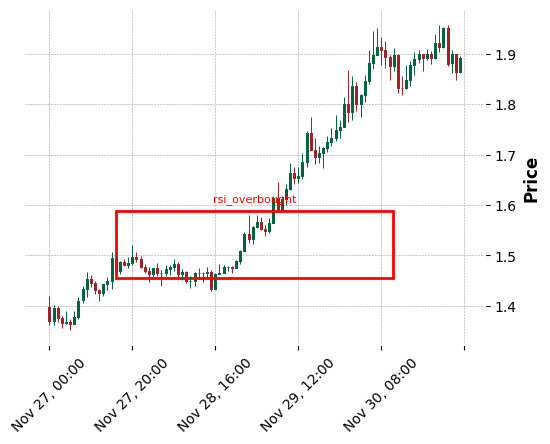 1.9
1.8
1.7
1.6
1.5
1.4
Price
rsi_overbought
Nov 27, 00:00
Nov 27, 20:00
Nov 28, 16:00
Nov 29, 12:00
Nov 30, 08:00